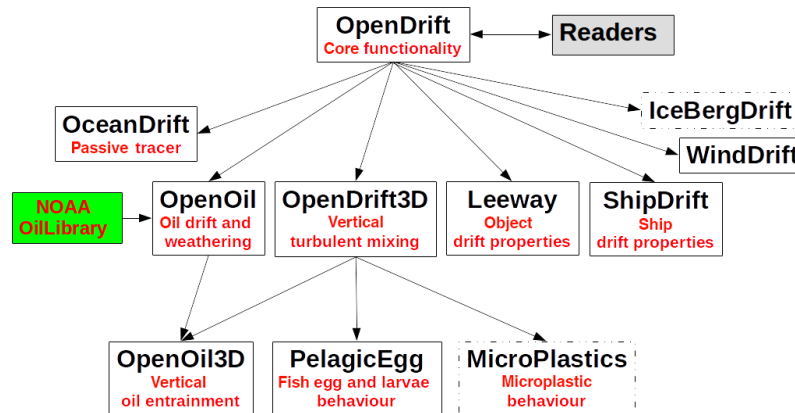 OpenDrift
Core functionality
Readers
IceBergDrift
OceanDrift
Passive tracer
WindDrift
NOAA
OilLibrary
OpenOil
Oil drift and
weathering
OpenDrift3D
Vertical
turbulent mixing
Leeway
Object
drift properties
ShipDrift
Ship
drift properties
OpenOil3D
Vertical
oil entrainment
PelagicEgg
Fish egg and larvae
behaviour
MicroPlastics
Microplastic
behaviour